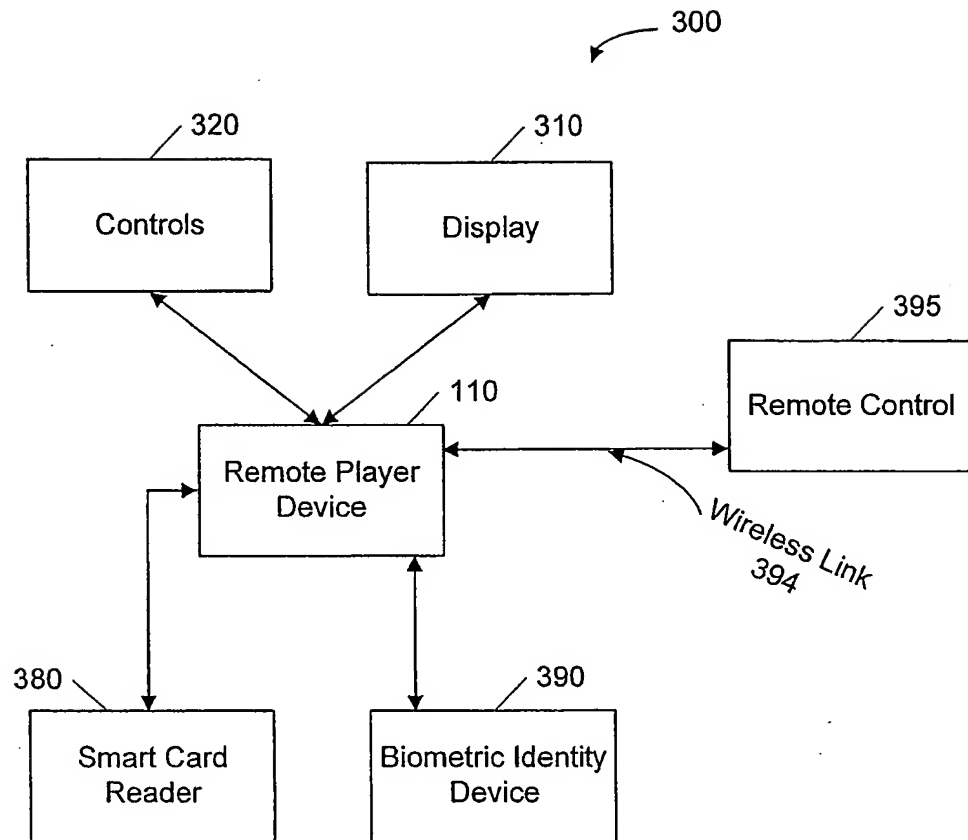 300
320
310
Controls
Display
395
Remote Control
110
Remote Player
Device
Wireless Link
394
380
390
Smart Card
Reader
Biometric Identity
Device